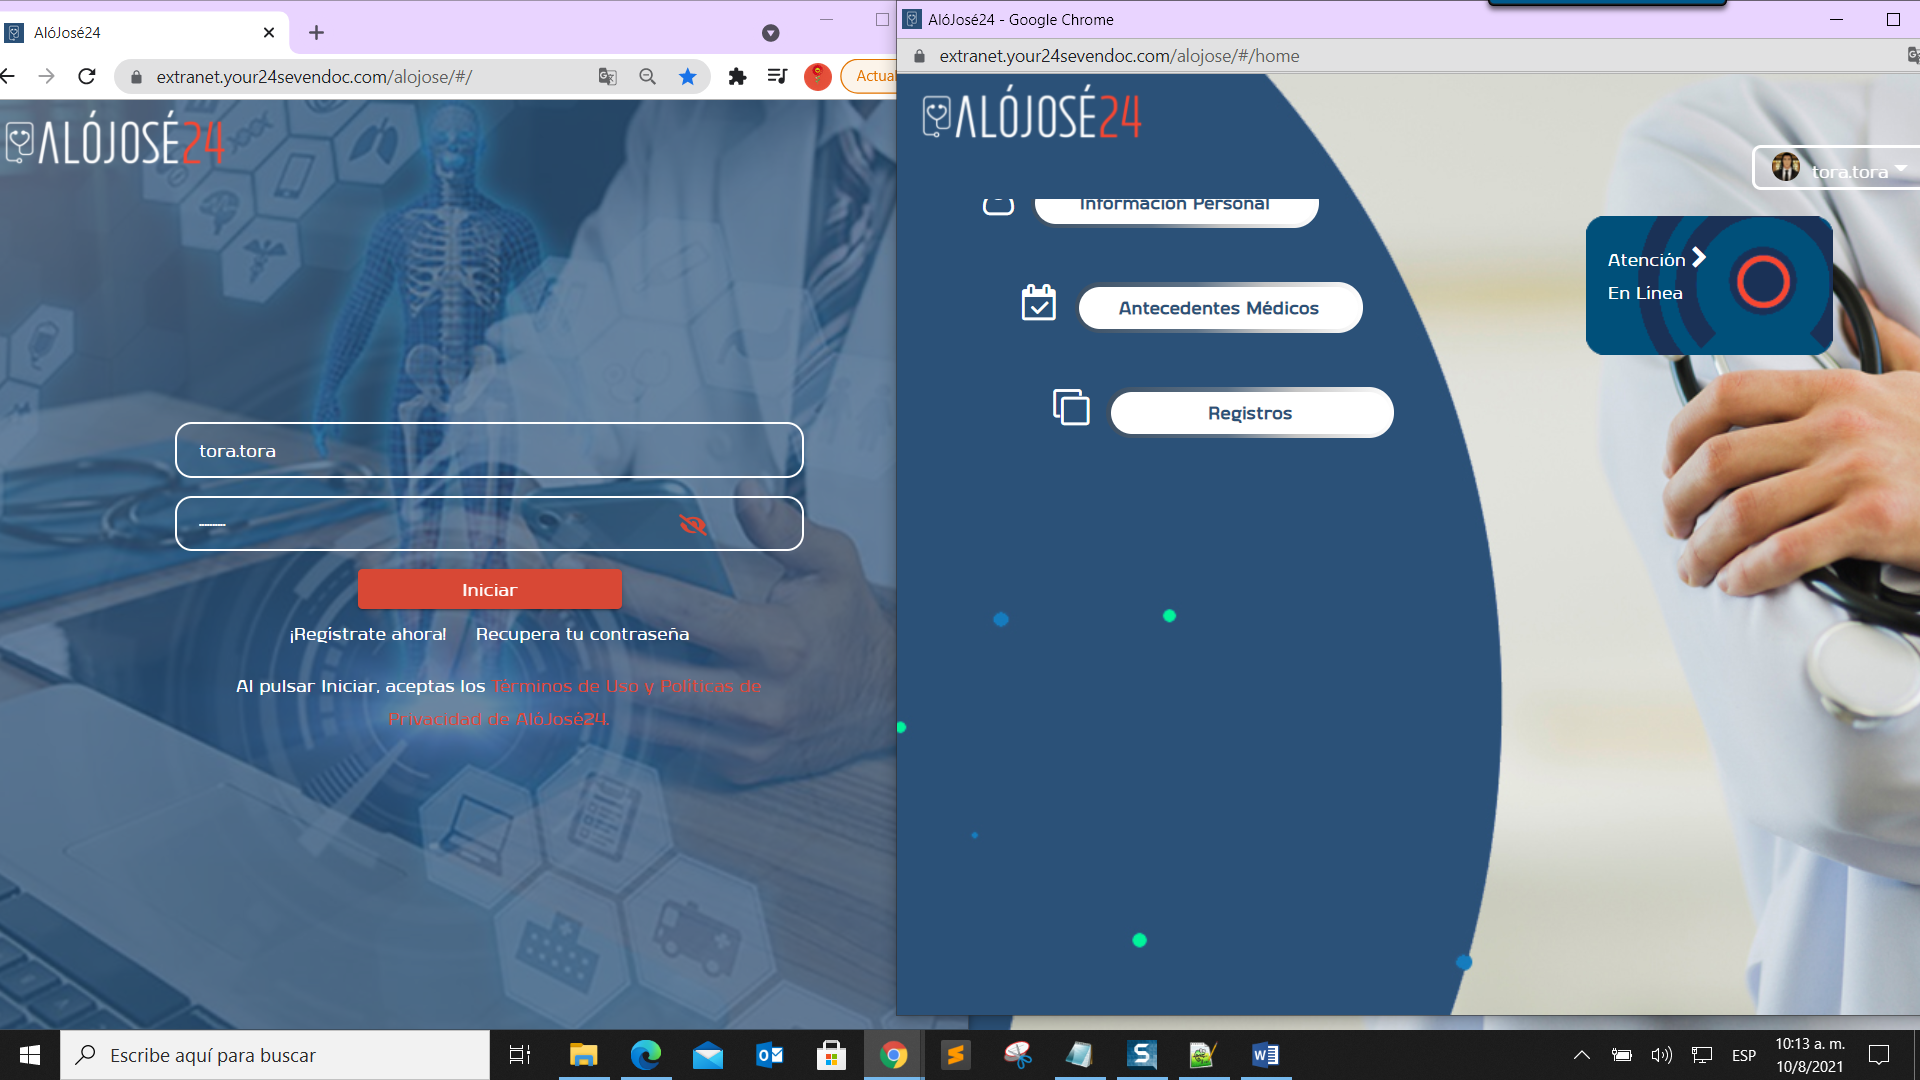 AlóJosé24
extranet.your24sevendoc.com/alojose/#/
Actua
ALÓJOSÉ24
tora.tora
Iniciar
¡Registrate ahora!
Recupera tu contraseña
Al pulsar Iniciar, aceptas los Términos de Uso y Políticas de
Privacidad de AlóJosé24.
AlóJosé24 - Google Chrome
extranet.your24sevendoc.com/alojose/#/home
ALÓJOSÉ24
tora.tora
Información Personal
Atención
En Línea
Antecedentes Médicos
Registros
Escribe aquí para buscar
ESP
10:13 a. m.
10/8/2021